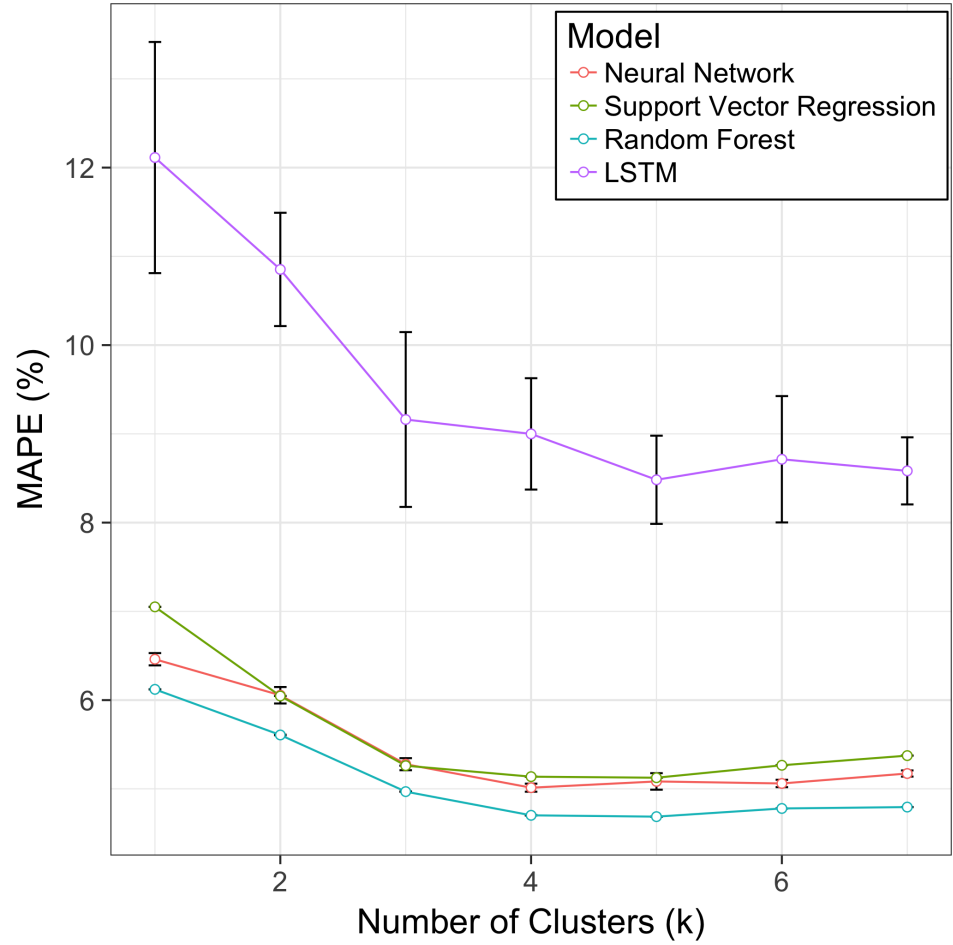 Model
Neural Network
Support Vector Regression
Random Forest
LSTM
12
10
8
6
MAPE (%)
2
4
6
Number of Clusters (k)